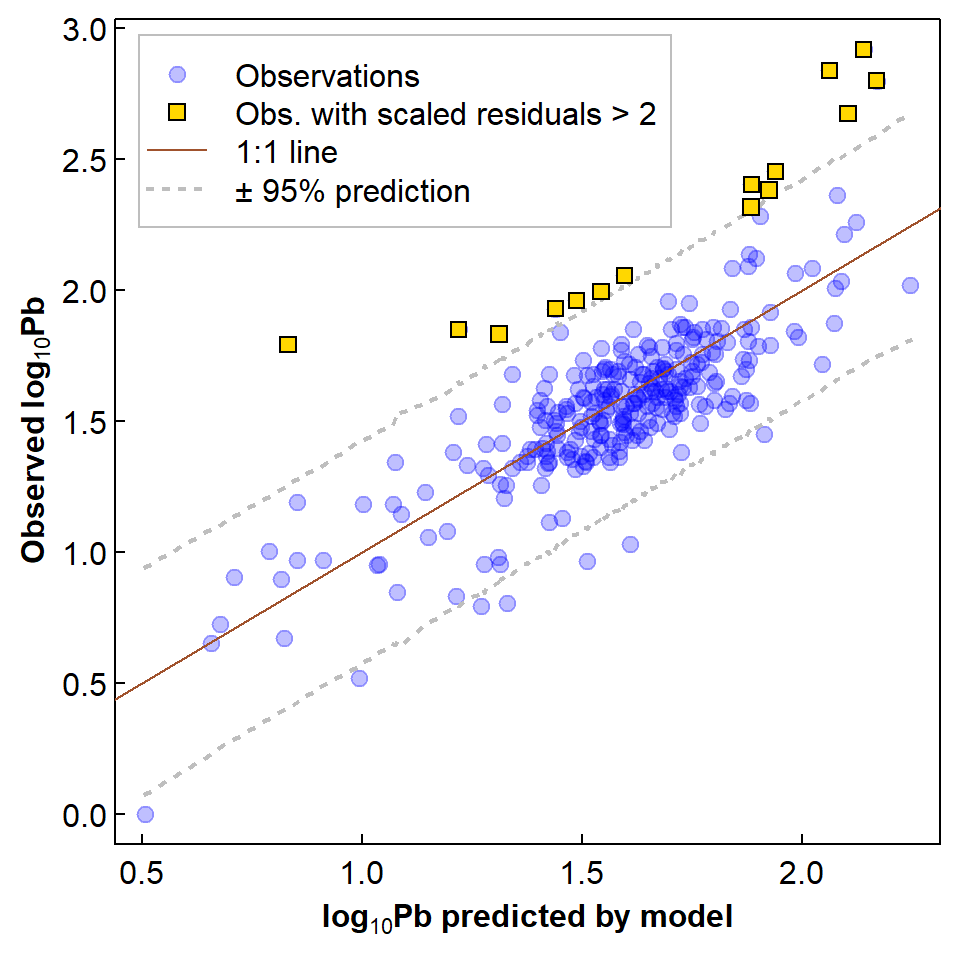 3.0
2.5
2.0
1.5
1.0
0.5
0.0
Observed log₁₀Pb
Observations
Obs. with scaled residuals > 2
1:1 line
± 95% prediction
0.5 1.0 1.5 2.0
log₁₀Pb predicted by model